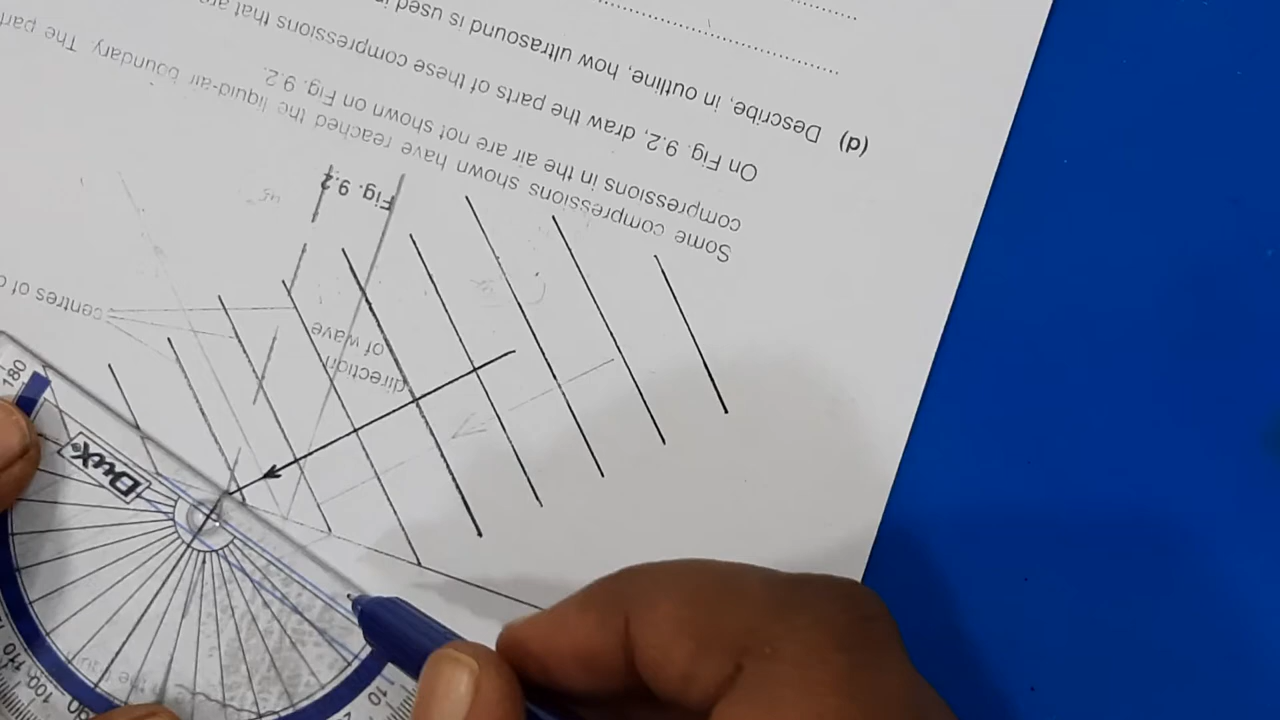 180
Dux
110 100 90 10
direction
of wave
centres of
Fig. 9.2
Some compressions shown have reached the liquid-air boundary. The
compressions in the air are not shown on Fig. 9.2.
On Fig. 9.2, draw the parts of these compressions that
(d) Describe, in outline, how ultrasound is used